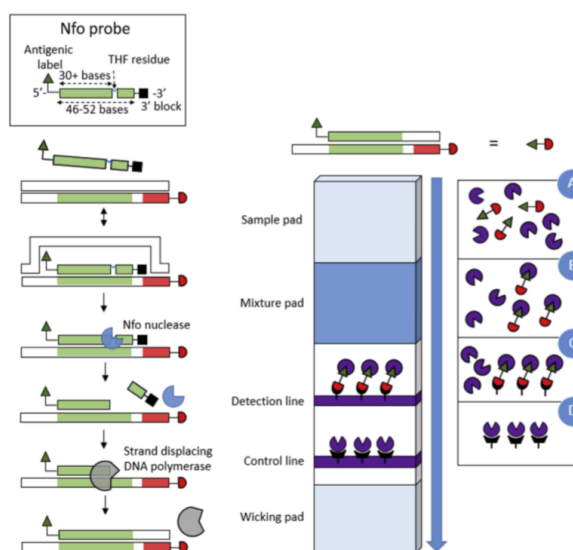 Nfo probe
Antigenic
label
THF residue
30+ bases
5'-
-3'
46-52 bases
3' block
Nfo nuclease
Strand displacing
DNA polymerase
=
Sample pad
Mixture pad
Detection line
Control line
Wicking pad
A
B
C
D